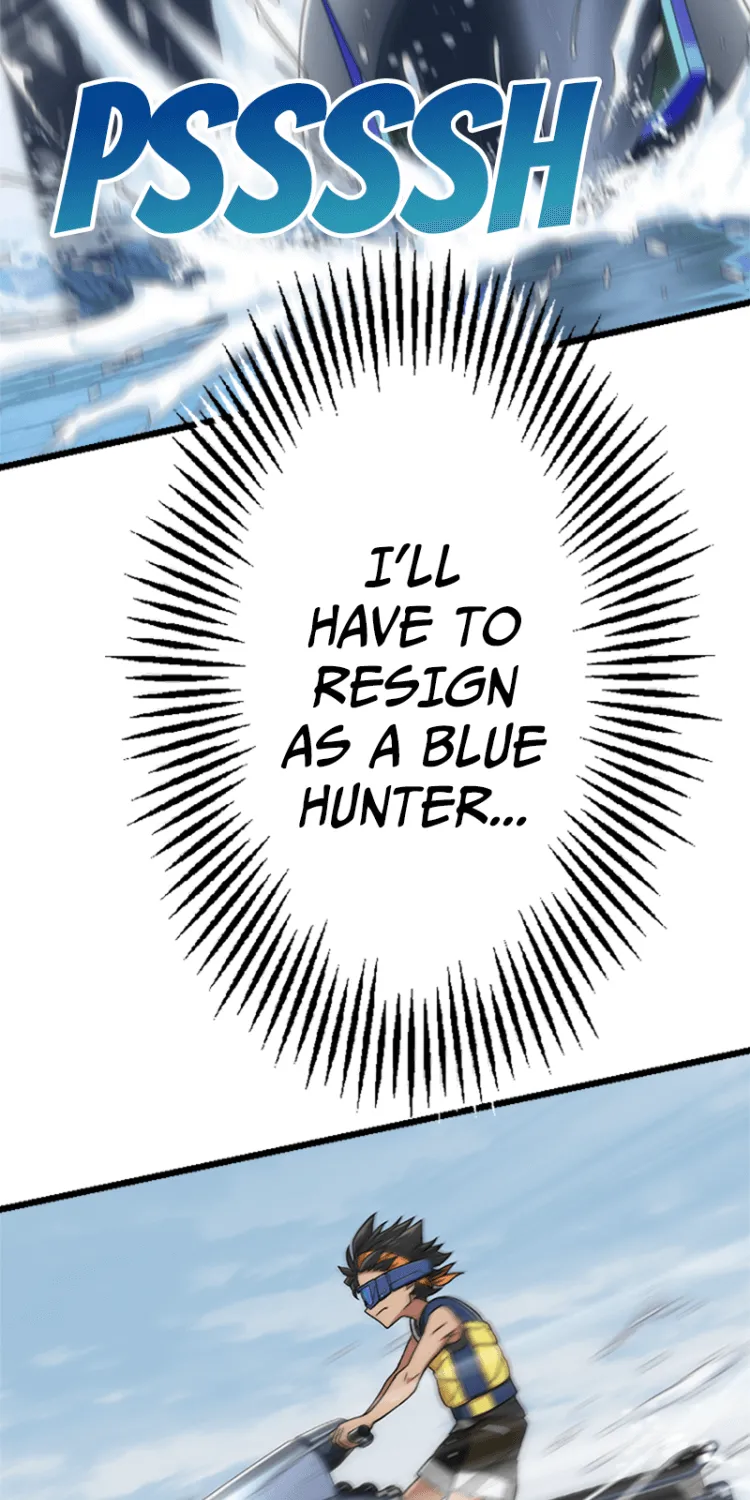 PSSSSH
I'LL
HAVE TO
RESIGN
AS A BLUE
HUNTER...